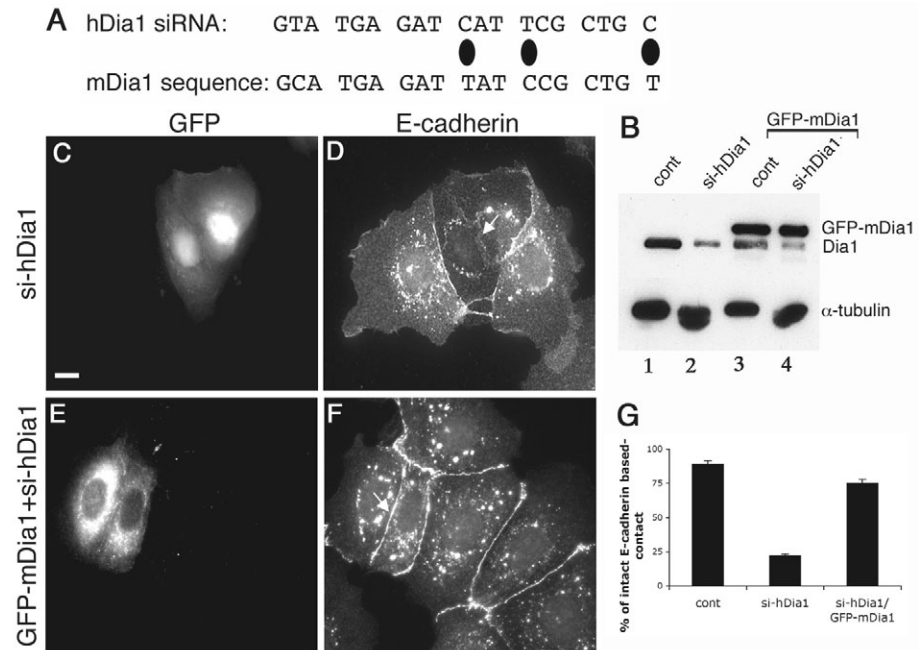 A
hDia1 siRNA: GTA TGA GAT CAT TCG CTG C
mDia1 sequence: GCA TGA GAT TAT CCG CTG T
GFP
E-cadherin
si-hDia1
C
D
GFP-mDia1+si-hDia1
E
F
B
GFP-mDia1
cont
si-hDia1
cont
si-hDia1
GFP-mDia1
Dia1
α-tubulin
1 2 3 4
G
% of intact E-cadherin based-
contact
100
75
50
25
0
cont
si-hDia1
si-hDia1/
GFP-mDia1